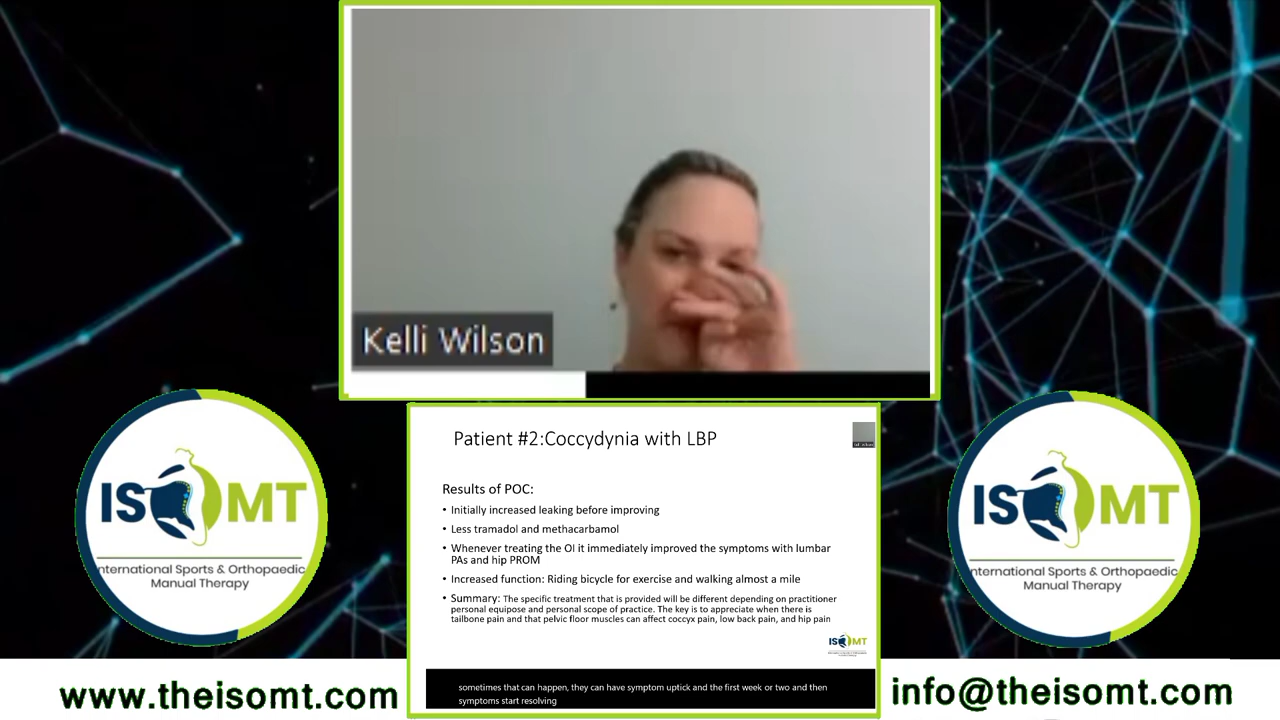 Kelli Wilson
Patient #2:Coccydynia with LBP
Results of POC:
• Initially increased leaking before improving
• Less tramadol and methacarbamol
• Whenever treating the OI it immediately improved the symptoms with lumbar
PAs and hip PROM
• Increased function: Riding bicycle for exercise and walking almost a mile
• Summary: The specific treatment that is provided will be different depending on practitioner
personal equipose and personal scope of practice. The key is to appreciate when there is
tailbone pain and that pelvic floor muscles can affect coccyx pain, low back pain, and hip pain
ISOMT
sometimes that can happen, they can have symptom uptick and the first week or two and then
symptoms start resolving
ISOMT
nternational Sports & Orthopaedic
Manual Therapy
ISOMT
nternational Sports & Orthopaedic
Manual Therapy
www.theisomt.com
info@theisomt.com